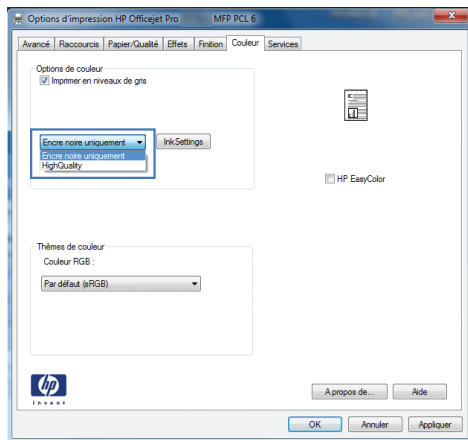 Options d'impression HP Officejet Pro MFP PCL 6
Avancé Raccourcis Papier/Qualité Effets Finition Couleur Services
Options de couleur
Imprimer en niveaux de gris
Encre noire uniquement InkSettings
Encre noire uniquement
HighQuality
HP EasyColor
Thèmes de couleur
Couleur RGB :
Par défaut (sRGB)
hp
invent
A propos de... Aide
OK Annuler Appliquer